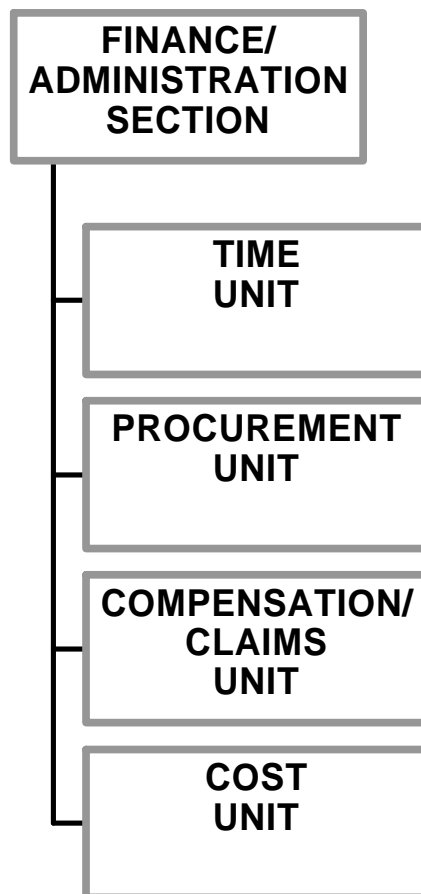 FINANCE/
ADMINISTRATION
SECTION
TIME
UNIT
PROCUREMENT
UNIT
COMPENSATION/
CLAIMS
UNIT
COST
UNIT